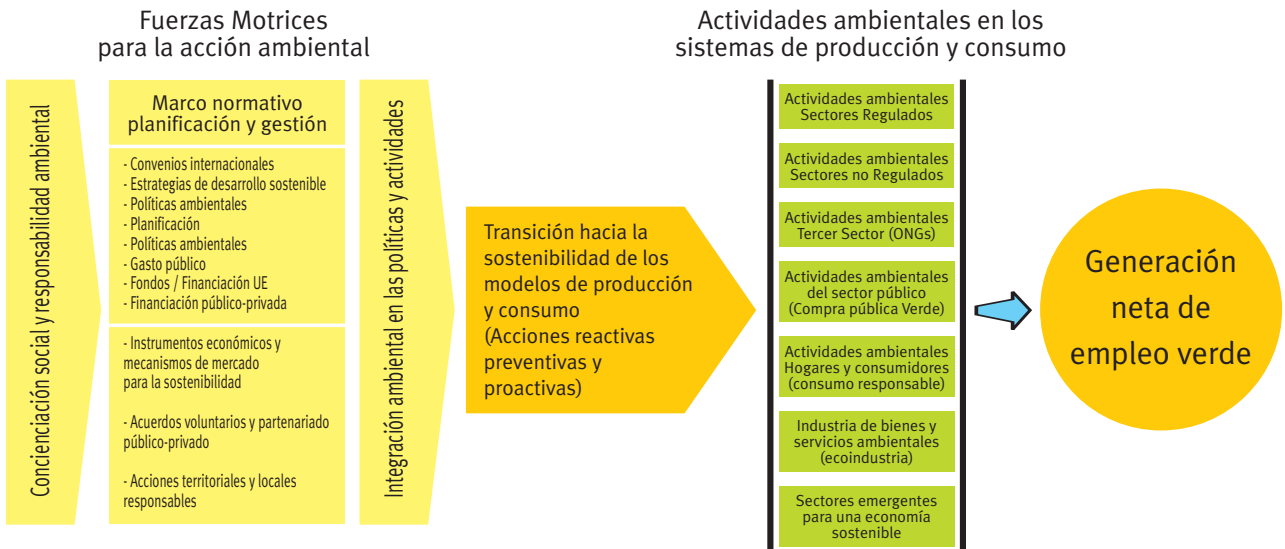 Fuerzas Motrices
para la acción ambiental
Actividades ambientales en los
sistemas de producción y consumo
Concienciación social y responsabilidad ambiental
Marco normativo
planificación y gestión
- Convenios internacionales
- Estrategias de desarrollo sostenible
- Políticas ambientales
- Planificación
- Políticas ambientales
- Gasto público
- Fondos / Financiación UE
- Financiación público-privada
- Instrumentos económicos y
mecanismos de mercado
para la sostenibilidad
- Acuerdos voluntarios y partenariado
público-privado
- Acciones territoriales y locales
responsables
Integración ambiental en las políticas y actividades
Transición hacia la
sostenibilidad de los
modelos de producción
y consumo
(Acciones reactivas
preventivas y
proactivas)
Actividades ambientales
Sectores Regulados
Actividades ambientales
Sectores no Regulados
Actividades ambientales
Tercer Sector (ONGs)
Actividades ambientales
del sector público
(Compra pública Verde)
Actividades ambientales
Hogares y consumidores
(consumo responsable)
Industria de bienes y
servicios ambientales
(ecoindustria)
Sectores emergentes
para una economía
sostenible
Generación
neta de
empleo verde